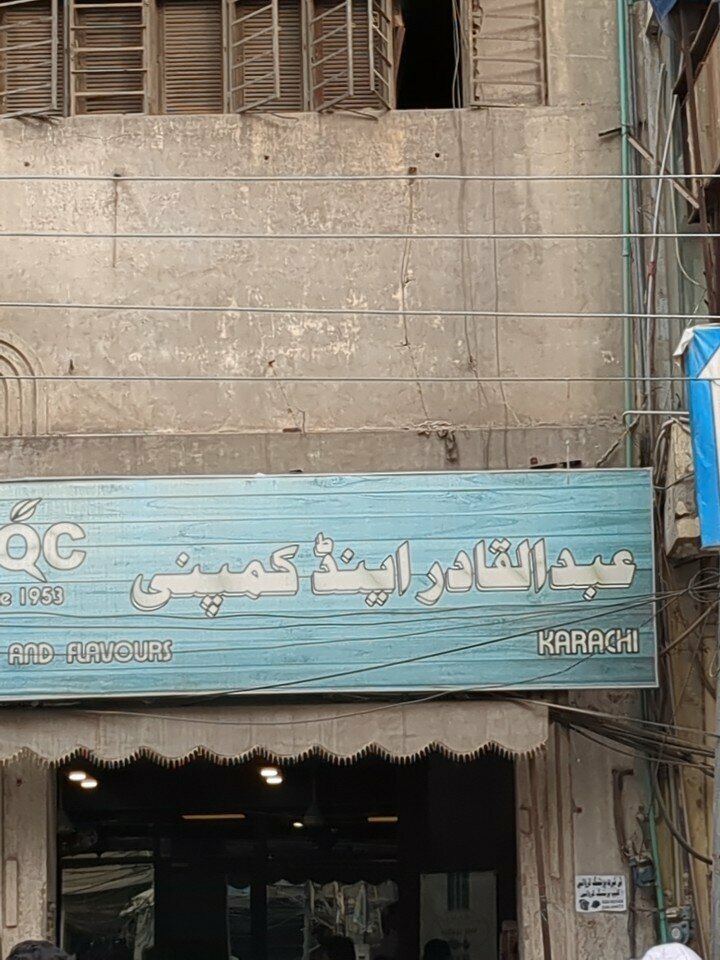 QC
عبدالقادر اینڈ کمپنی
e 1953
AND FLAVOURS
KARACHI